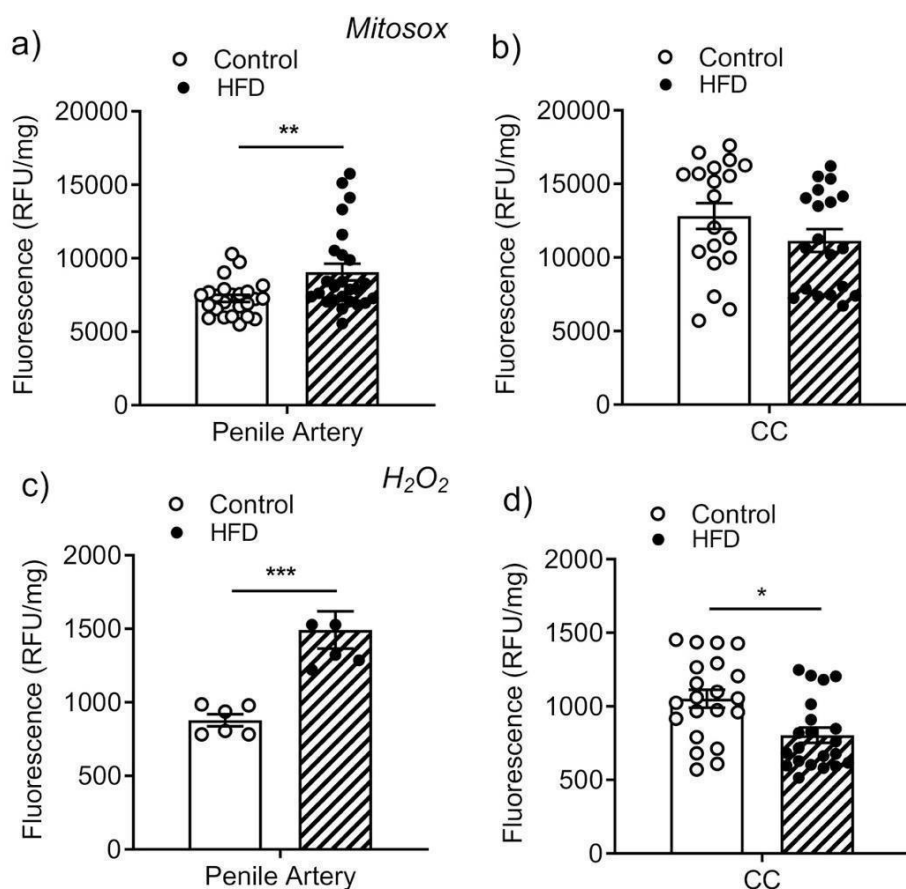 a)
Mitosox
Control
HFD
**
20000
15000
10000
5000
0
Fluorescence (RFU/mg)
Penile Artery
b)
Control
HFD
20000
15000
10000
5000
0
Fluorescence (RFU/mg)
CC
c)
H₂O₂
Control
HFD
***
2000
1500
1000
500
0
Fluorescence (RFU/mg)
Penile Artery
d)
Control
HFD
*
2000
1500
1000
500
0
Fluorescence (RFU/mg)
CC